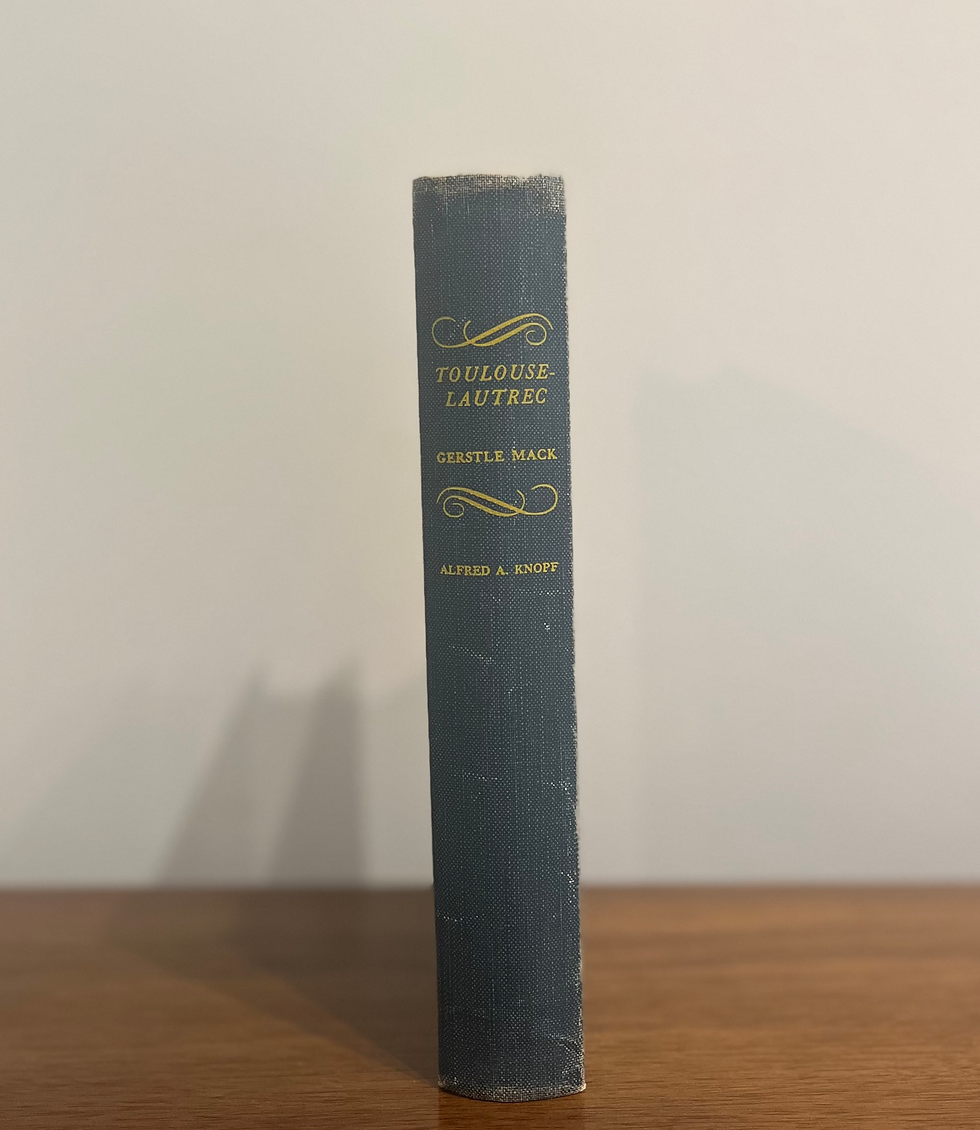 TOULOUSE-
LAUTREC
GERSTLE MACK
ALFRED A. KNOPF